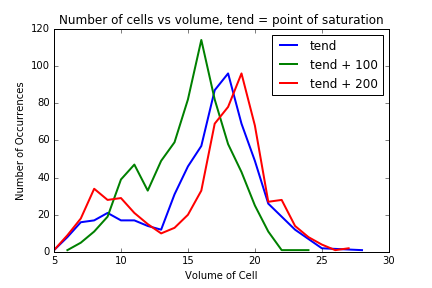 Number of cells vs volume, tend = point of saturation
120
100
80
60
40
20
0
Number of Occurrences
tend
tend + 100
tend + 200
5
10
15
20
25
30
Volume of Cell